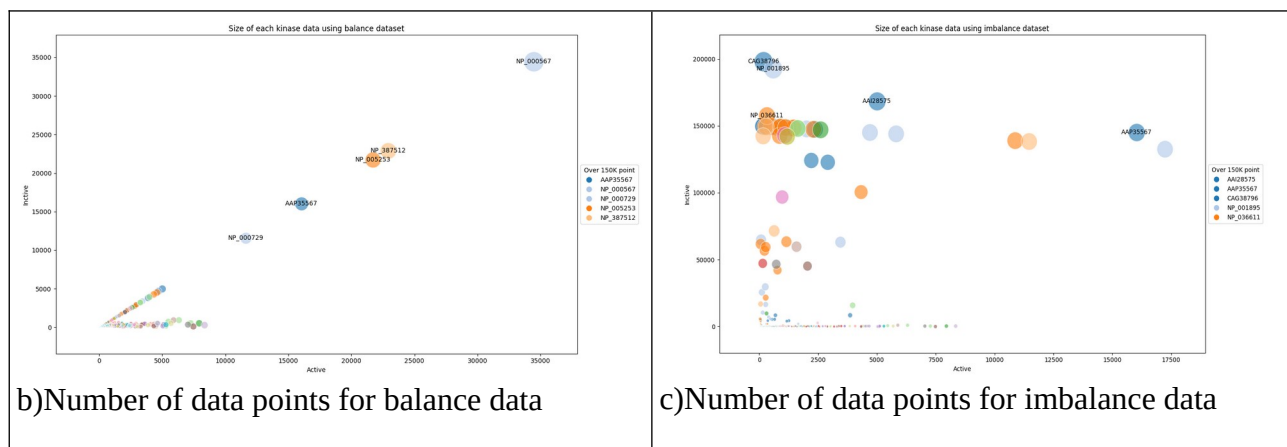 Size of each kinase data using balance dataset
35000
30000
25000
20000
15000
10000
5000
0
Inctive
NP_000567
NP_387512
NP_005253
AAP35567
NP_000729
Over 150K point
AAP35567
NP_000567
NP_000729
NP_005253
NP_387512
0 5000 10000 15000 20000 25000 30000 35000
Active
b)Number of data points for balance data
Size of each kinase data using imbalance dataset
200000
150000
100000
50000
0
Inctive
CAG38796
NP_001895
AAI28575
NP_036611
AAP35567
Over 150K point
AAI28575
AAP35567
CAG38796
NP_001895
NP_036611
0 2500 5000 7500 10000 12500 15000 17500
Active
c)Number of data points for imbalance data